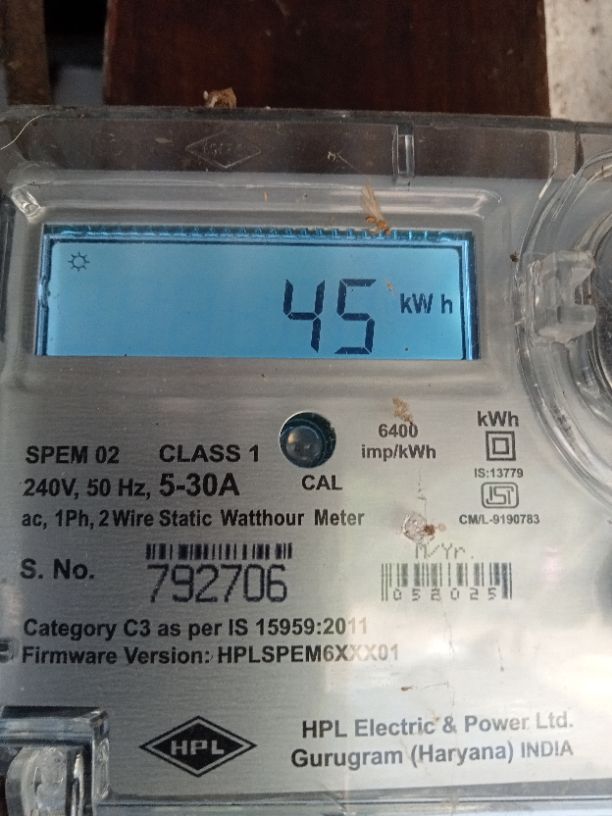 45 kWh
6400
imp/kWh
kWh
SPEM 02 CLASS 1
240V, 50 Hz, 5-30A
CAL
IS:13779
ISI
CM/L-9190783
ac, 1Ph, 2 Wire Static Watthour Meter
M/Yr.
S. No. 792706
052025
Category C3 as per IS 15959:2011
Firmware Version: HPLSPEM6XXX01
HPL
HPL Electric & Power Ltd.
Gurugram (Haryana) INDIA